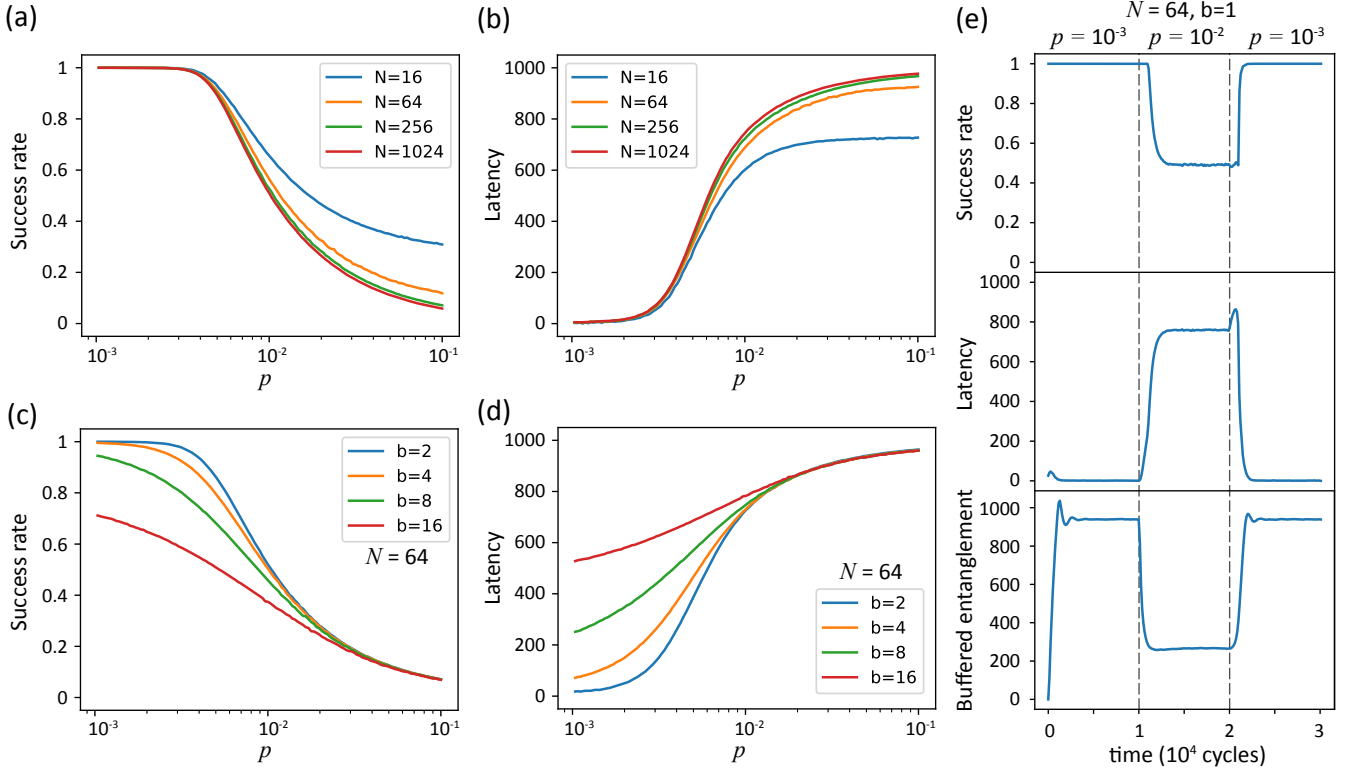 (a)
Success rate
1
0.8
0.6
0.4
0.2
0
N=16
N=64
N=256
N=1024
10⁻³
10⁻²
10⁻¹
p
(b)
Latency
1000
800
600
400
200
0
N=16
N=64
N=256
N=1024
10⁻³
10⁻²
10⁻¹
p
(c)
Success rate
1
0.8
0.6
0.4
0.2
0
b=2
b=4
b=8
b=16
N = 64
10⁻³
10⁻²
10⁻¹
p
(d)
Latency
1000
800
600
400
200
0
N = 64
b=2
b=4
b=8
b=16
10⁻³
10⁻²
10⁻¹
p
(e)
N = 64, b=1
p = 10⁻³ p = 10⁻² p = 10⁻³
Success rate
1
0.8
0.6
0.4
0.2
0
Latency
1000
800
600
400
200
0
Buffered entanglement
1000
800
600
400
200
0
0 1 2 3
time (10⁴ cycles)